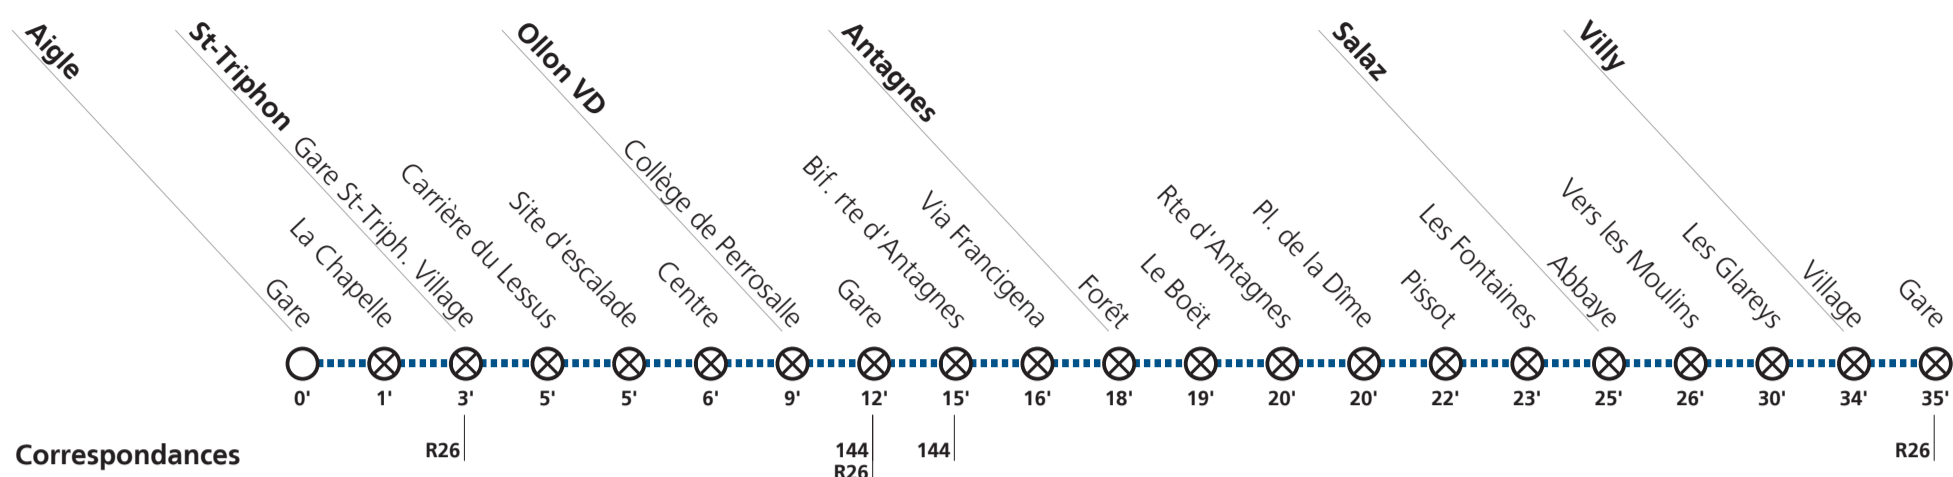 Aigle
St-Triphon
Ollon VD
Antagnes
Salaz
Villy
Gare
La Chapelle
Gare St-Triph. Village
Carrière du Lessus
Site d'escalade
Centre
Collège de Perrosalle
Gare
Bif. rte d'Antagnes
Via Francigena
Forêt
Le Boët
Rte d'Antagnes
Pl. de la Dîme
Pissot
Les Fontaines
Abbaye
Vers les Moulins
Les Glareys
Village
Gare
0' 1' 3' 5' 5' 6' 9' 12' 15' 16' 18' 19' 20' 20' 22' 23' 25' 26' 30' 34' 35'
Correspondances R26 144 144 R26
R26